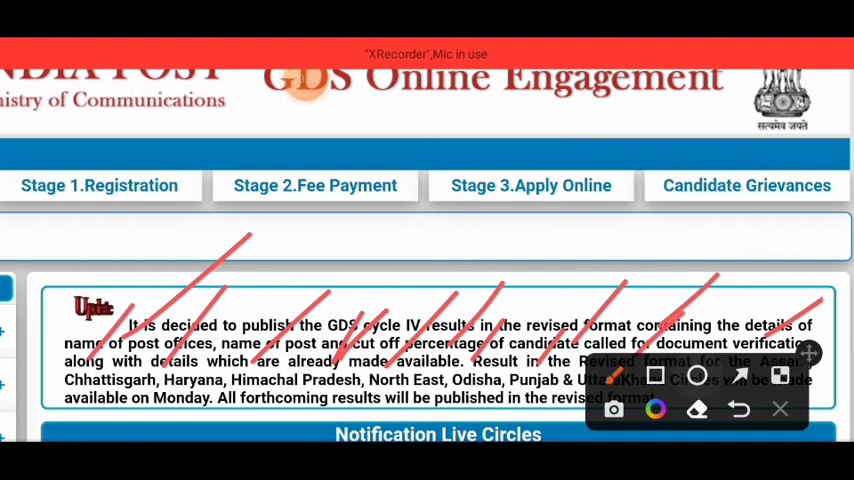 "XRecorder",Mic in use
INDIA POST GDS Online Engagement
Ministry of Communications
सत्यमेव जयते
Stage 1.Registration Stage 2.Fee Payment Stage 3.Apply Online Candidate Grievances
Update
It is decided to publish the GDS cycle IV results in the revised format containing the details of
name of post offices, name of post and cut off percentage of candidate called for document verification
along with details which are already made available. Result in the Revised format for the Assam,
Chhattisgarh, Haryana, Himachal Pradesh, North East, Odisha, Punjab & UttaraKhand Circles will be made
available on Monday. All forthcoming results will be published in the revised format.
Notification Live Circles